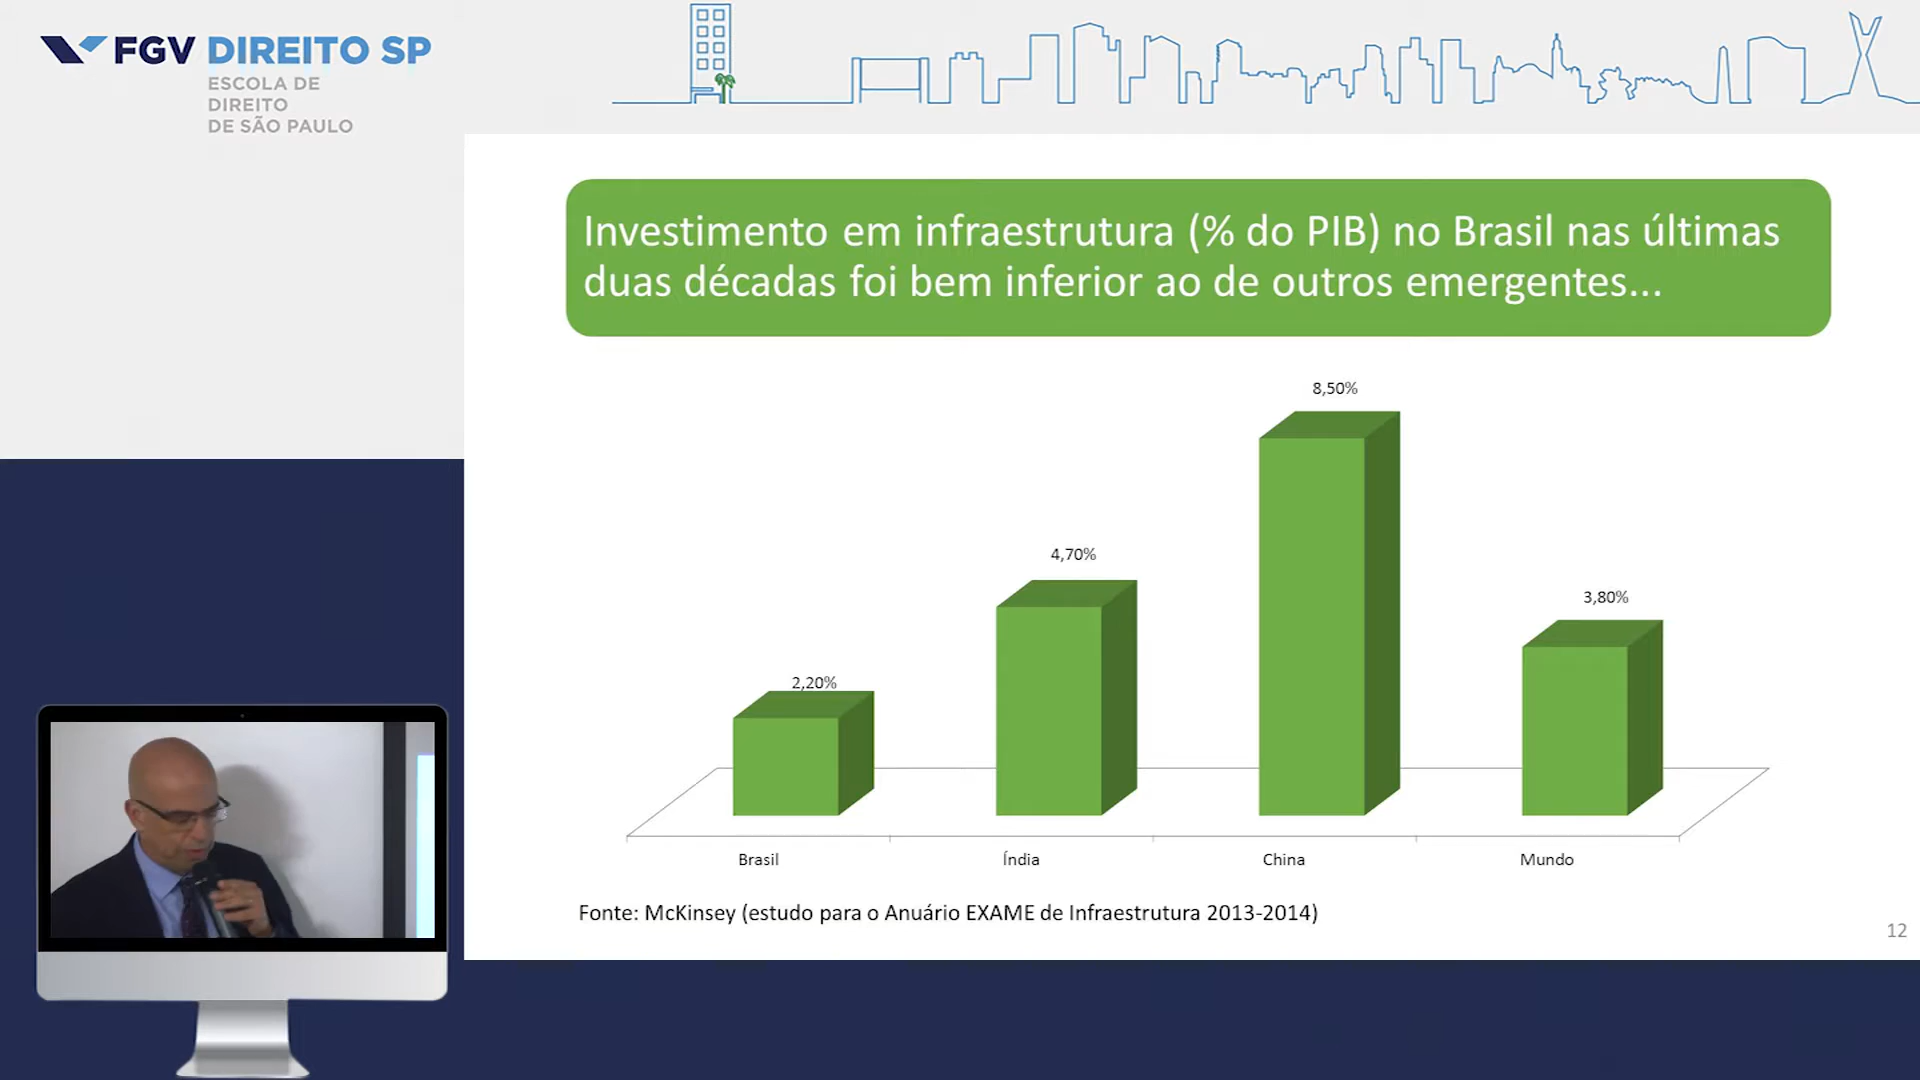 FGV DIREITO SP
ESCOLA DE
DIREITO
DE SÃO PAULO
Investimento em infraestrutura (% do PIB) no Brasil nas últimas
duas décadas foi bem inferior ao de outros emergentes...
8,50%
4,70%
3,80%
2,20%
Brasil
Índia
China
Mundo
Fonte: McKinsey (estudo para o Anuário EXAME de Infraestrutura 2013-2014)
12